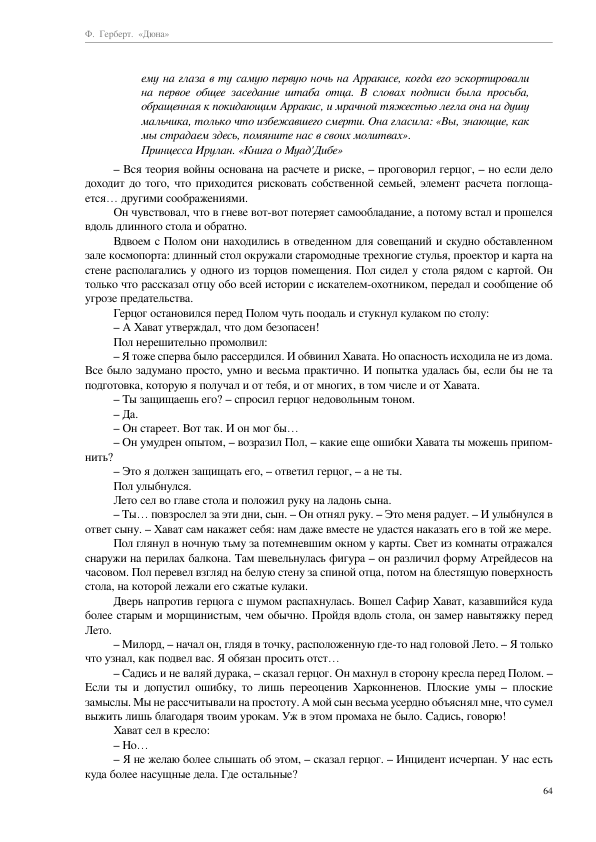 Ф. Герберт. «Дюна»
ему на глаза в ту самую первую ночь на Арракисе, когда его эскортировали
на первое общее заседание штаба отца. В словах подписи была просьба,
обращенная к покидающим Арракис, и мрачной тяжестью легла она на душу
мальчика, только что избежавшего смерти. Она гласила: «Вы, знающие, как
мы страдаем здесь, помяните нас в своих молитвах».
Принцесса Ирулан. «Книга о Муад'Дибе»
– Вся теория войны основана на расчете и риске, – проговорил герцог, – но если дело
доходит до того, что приходится рисковать собственной семьей, элемент расчета поглоща-
ется… другими соображениями.
Он чувствовал, что в гневе вот-вот потеряет самообладание, а потому встал и прошелся
вдоль длинного стола и обратно.
Вдвоем с Полом они находились в отведенном для совещаний и скудно обставленном
зале космопорта: длинный стол окружали старомодные трехногие стулья, проектор и карта на
стене располагались у одного из торцов помещения. Пол сидел у стола рядом с картой. Он
только что рассказал отцу обо всей истории с искателем-охотником, передал и сообщение об
угрозе предательства.
Герцог остановился перед Полом чуть поодаль и стукнул кулаком по столу:
– А Хават утверждал, что дом безопасен!
Пол нерешительно промолвил:
– Я тоже сперва было рассердился. И обвинил Хавата. Но опасность исходила не из дома.
Все было задумано просто, умно и весьма практично. И попытка удалась бы, если бы не та
подготовка, которую я получал и от тебя, и от многих, в том числе и от Хавата.
– Ты защищаешь его? – спросил герцог недовольным тоном.
– Да.
– Он стареет. Вот так. И он мог бы…
– Он умудрен опытом, – возразил Пол, – какие еще ошибки Хавата ты можешь припом-
нить?
– Это я должен защищать его, – ответил герцог, – а не ты.
Пол улыбнулся.
Лето сел во главе стола и положил руку на ладонь сына.
– Ты… повзрослел за эти дни, сын. – Он отнял руку. – Это меня радует. – И улыбнулся в
ответ сыну. – Хават сам накажет себя: нам даже вместе не удастся наказать его в той же мере.
Пол глянул в ночную тьму за потемневшим окном у карты. Свет из комнаты отражался
снаружи на перилах балкона. Там шевельнулась фигура – он различил форму Атрейдесов на
часовом. Пол перевел взгляд на белую стену за спиной отца, потом на блестящую поверхность
стола, на которой лежали его сжатые кулаки.
Дверь напротив герцога с шумом распахнулась. Вошел Сафир Хават, казавшийся куда
более старым и морщинистым, чем обычно. Пройдя вдоль стола, он замер навытяжку перед
Лето.
– Милорд, – начал он, глядя в точку, расположенную где-то над головой Лето. – Я только
что узнал, как подвел вас. Я обязан просить отст…
– Садись и не валяй дурака, – сказал герцог. Он махнул в сторону кресла перед Полом. –
Если ты и допустил ошибку, то лишь переоценив Харконненов. Плоские умы – плоские
замыслы. Мы не рассчитывали на простоту. А мой сын весьма усердно объяснял мне, что сумел
выжить лишь благодаря твоим урокам. Уж в этом промаха не было. Садись, говорю!
Хават сел в кресло:
– Но…
– Я не желаю более слышать об этом, – сказал герцог. – Инцидент исчерпан. У нас есть
куда более насущные дела. Где остальные?
64